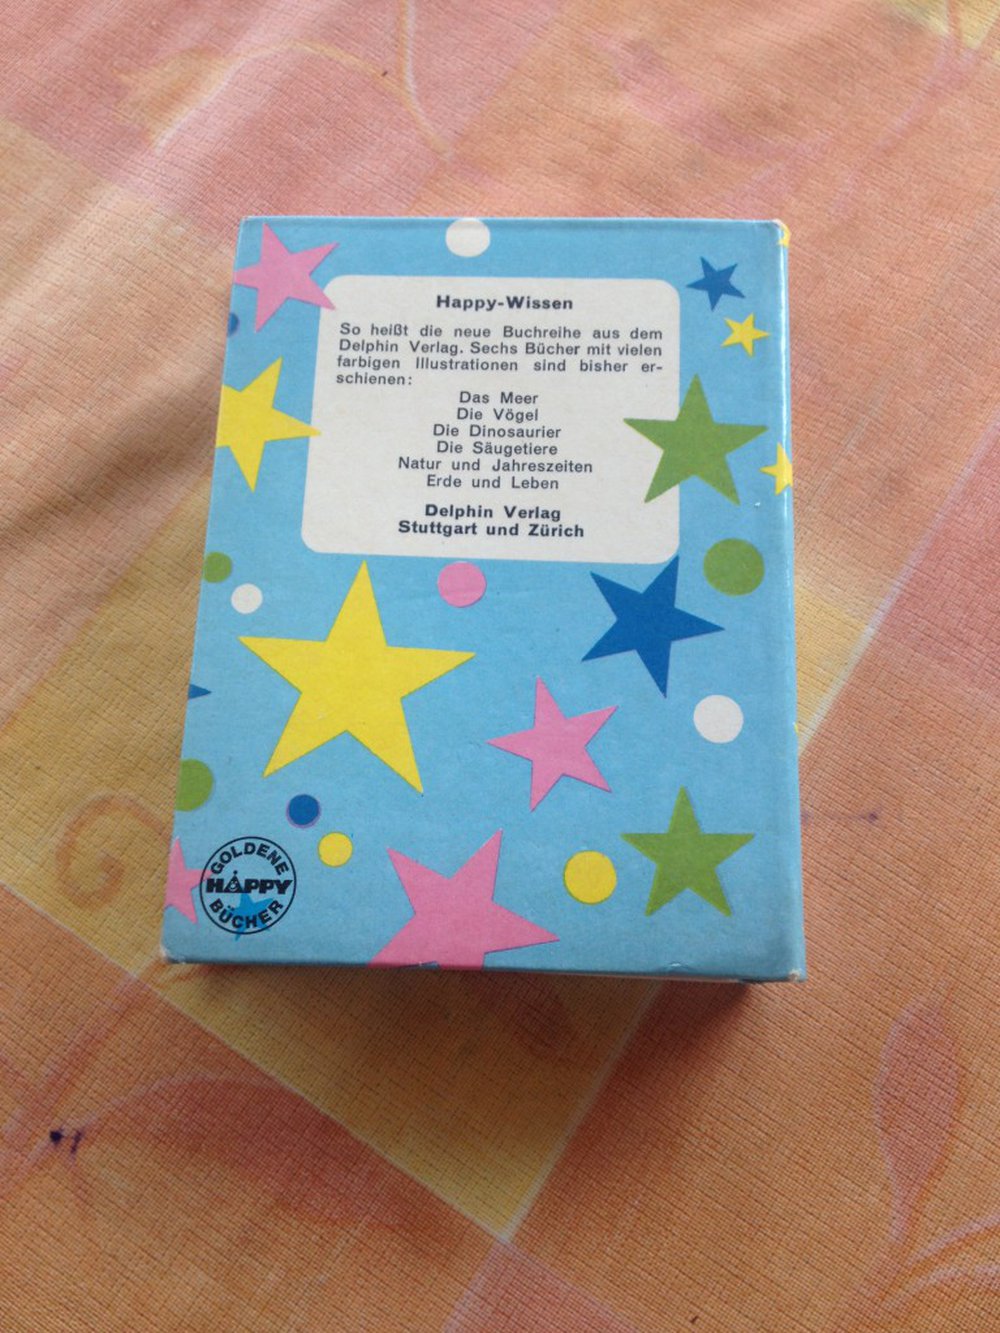 Happy-Wissen
So heißt die neue Buchreihe aus dem
Delphin Verlag. Sechs Bücher mit vielen
farbigen Illustrationen sind bisher er-
schienen:
Das Meer
Die Vögel
Die Dinosaurier
Die Säugetiere
Natur und Jahreszeiten
Erde und Leben
Delphin Verlag
Stuttgart und Zürich
GOLDENE
HAPPY
BÜCHER